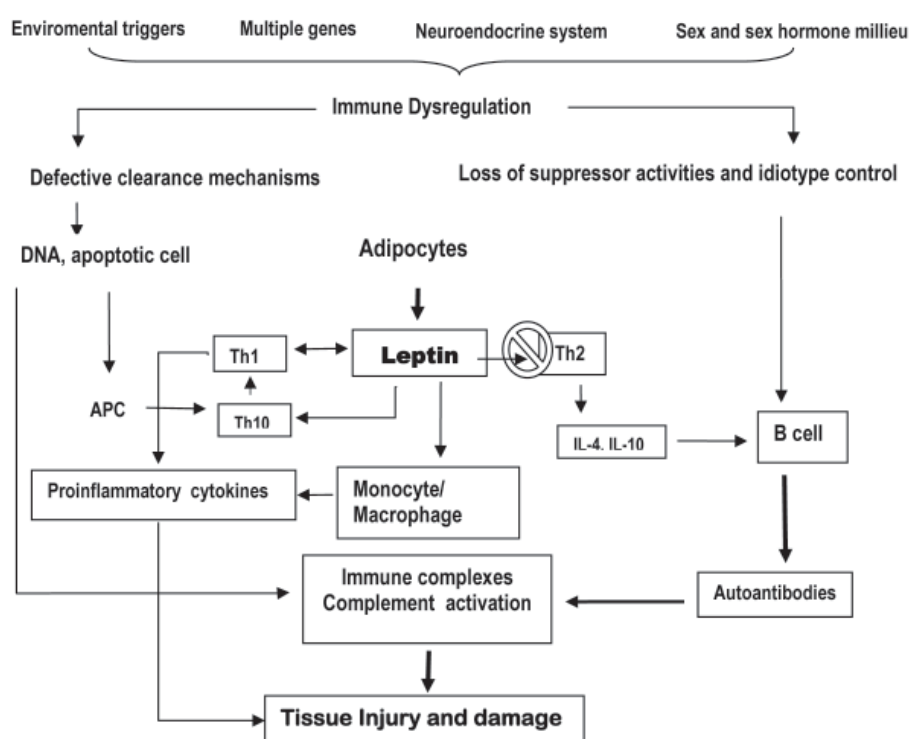 Enviromental triggers
Multiple genes
Neuroendocrine system
Sex and sex hormone millieu
Immune Dysregulation
Defective clearance mechanisms
Loss of suppressor activities and idiotype control
DNA, apoptotic cell
Adipocytes
Th1
Leptin
Th2
APC
Th10
IL-4. IL-10
B cell
Proinflammatory cytokines
Monocyte/
Macrophage
Immune complexes
Complement activation
Autoantibodies
Tissue Injury and damage